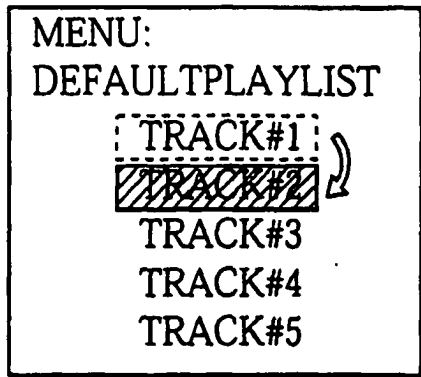 MENU:
DEFAULTPLAYLIST
TRACK#1
TRACK#2
TRACK#3
TRACK#4
TRACK#5